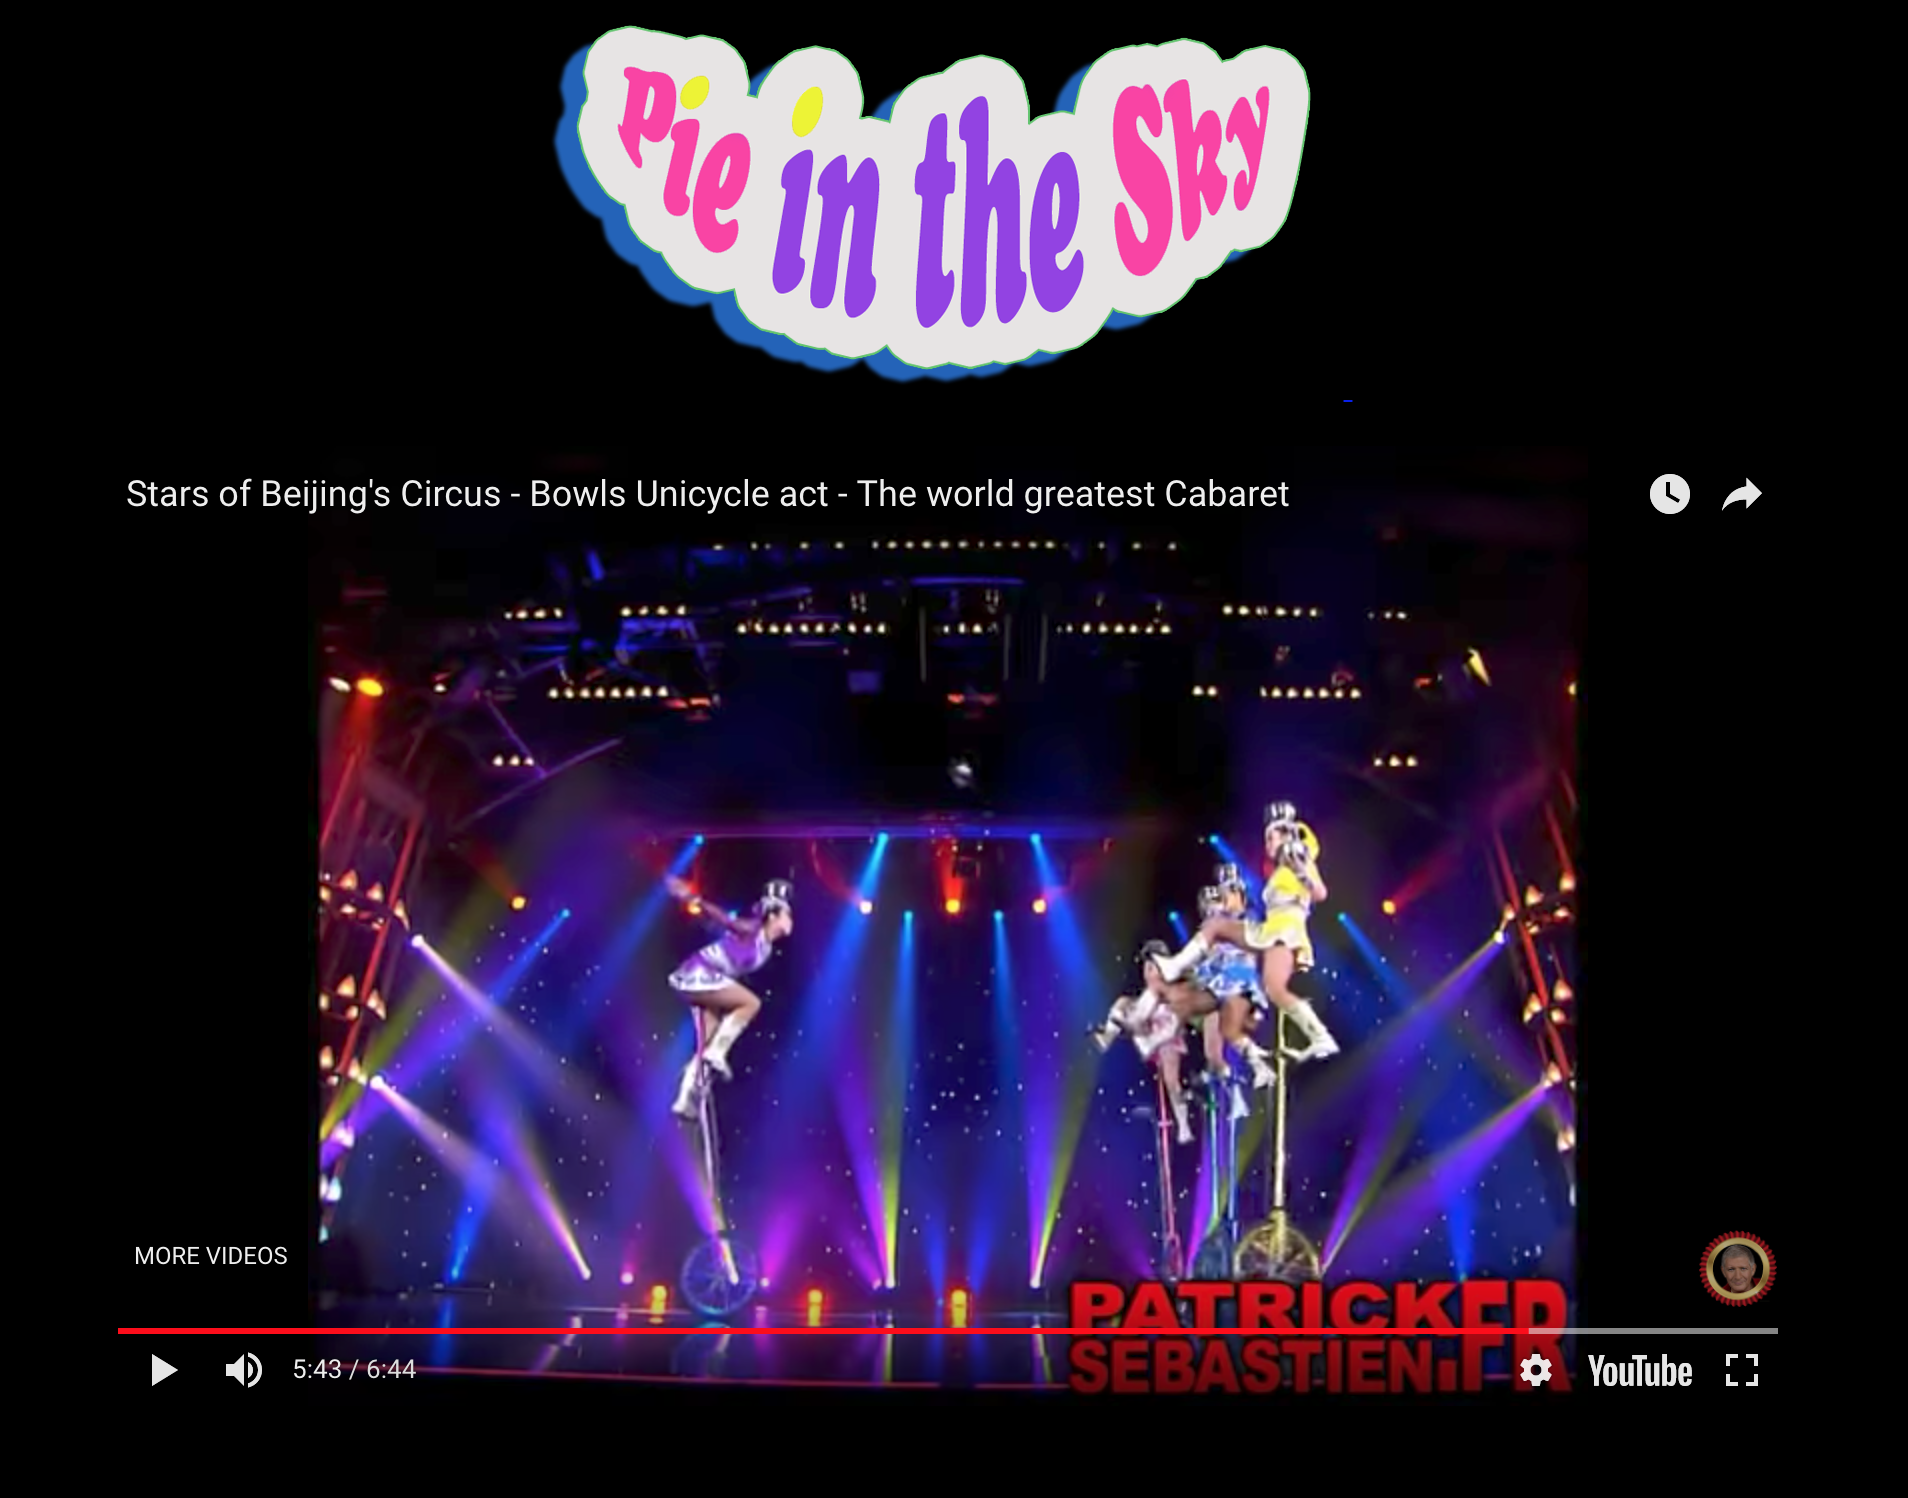 Pie in the Sky
Stars of Beijing's Circus - Bowls Unicycle act - The world greatest Cabaret
MORE VIDEOS
PATRICK
SEBASTIEN.FR
5:43 / 6:44
YouTube